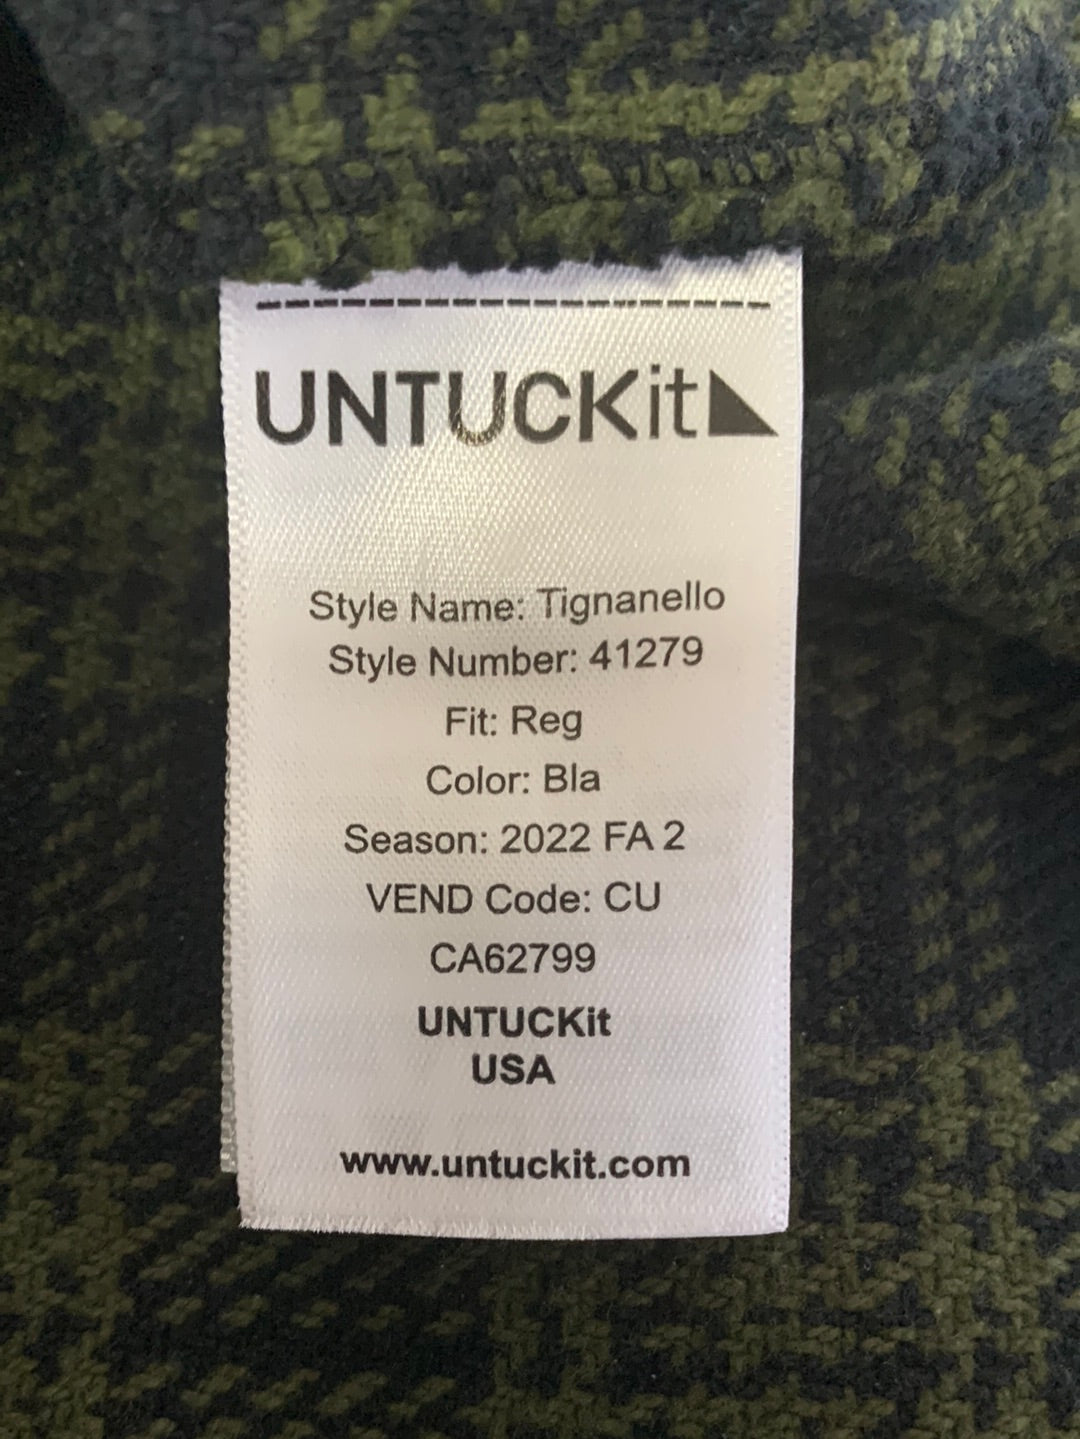 UNTUCKit
Style Name: Tignanello
Style Number: 41279
Fit: Reg
Color: Bla
Season: 2022 FA 2
VEND Code: CU
CA62799
UNTUCKit
USA
www.untuckit.com